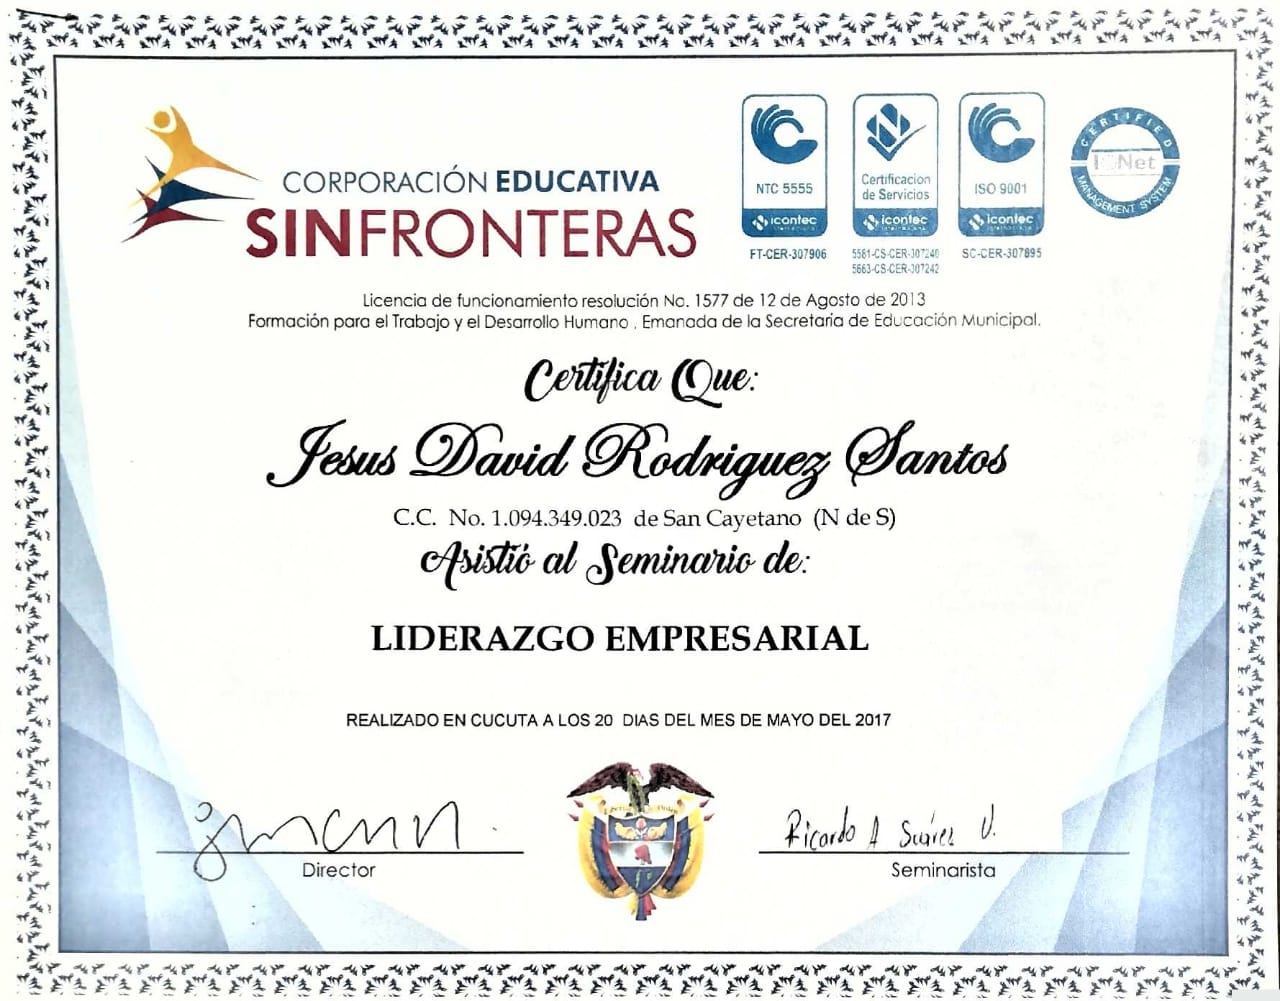 CORPORACIÓN EDUCATIVA
SINFRONTERAS
NTC 5555
icontec
FT-CER-307906
Certificacion
de Servicios
icontec
5581-CS-CER-307240
5663-CS-CER-307242
ISO 9001
icontec
SC-CER-307895
CERTIFIED
Net
MANAGEMENT SYSTEM
Licencia de funcionamiento resolución No. 1577 de 12 de Agosto de 2013
Formación para el Trabajo y el Desarrollo Humano , Emanada de la Secretaria de Educación Municipal.
Certifica Que:
Jesus David Rodriguez Santos
C.C. No. 1.094.349.023 de San Cayetano (N de S)
Asistió al Seminario de:
LIDERAZGO EMPRESARIAL
REALIZADO EN CUCUTA A LOS 20 DIAS DEL MES DE MAYO DEL 2017
Director
Ricardo A Suárez V.
Seminarista